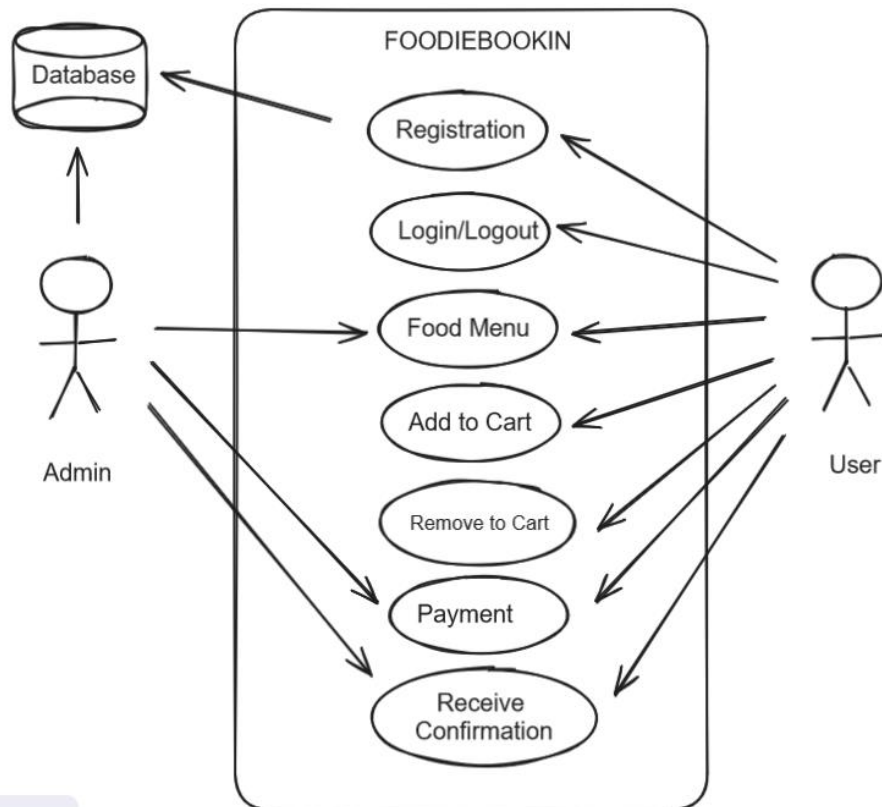 FOODIEBOOKIN
Database
Registration
Login/Logout
Food Menu
Add to Cart
Admin
User
Remove to Cart
Payment
Receive
Confirmation